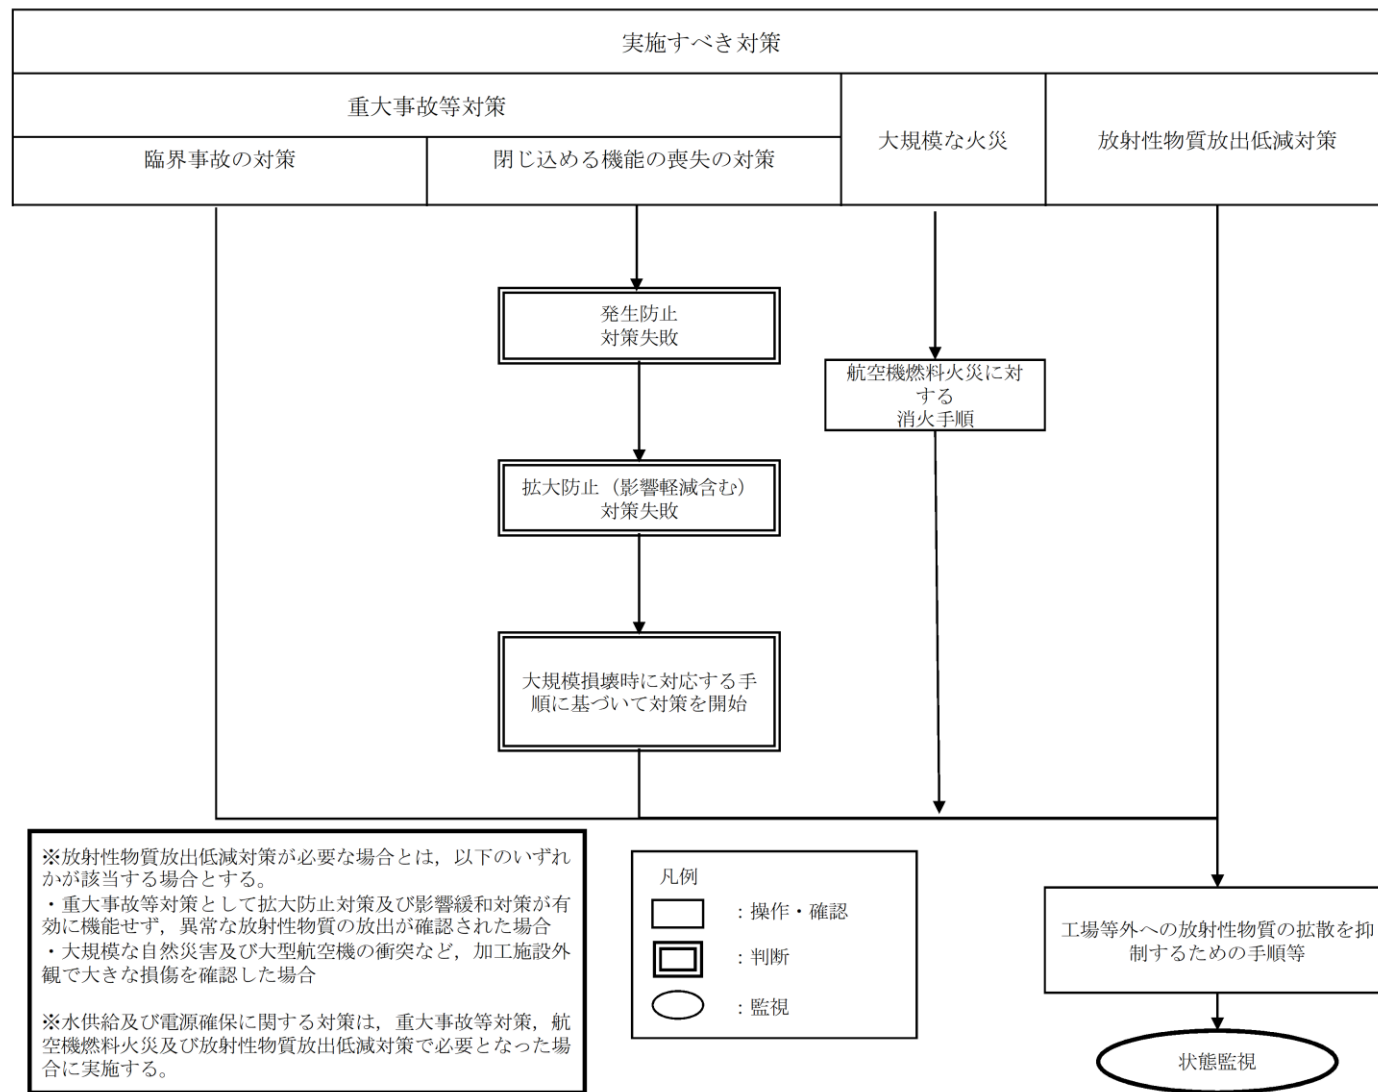 実施すべき対策
重大事故等対策
大規模な火災
放射性物質放出低減対策
臨界事故の対策
閉じ込める機能の喪失の対策
発生防止
対策失敗
航空機燃料火災に対
する
消火手順
拡大防止（影響軽減含む）
対策失敗
大規模損壊時に対応する手
順に基づいて対策を開始
※放射性物質放出低減対策が必要な場合とは，以下のいずれ
かが該当する場合とする。
・重大事故等対策として拡大防止対策及び影響緩和対策が有
効に機能せず，異常な放射性物質の放出が確認された場合
・大規模な自然災害及び大型航空機の衝突など，加工施設外
観で大きな損傷を確認した場合
※水供給及び電源確保に関する対策は，重大事故等対策，航
空機燃料火災及び放射性物質放出低減対策で必要となった場
合に実施する。
凡例
：操作・確認
：判断
：監視
工場等外への放射性物質の拡散を抑
制するための手順等
状態監視